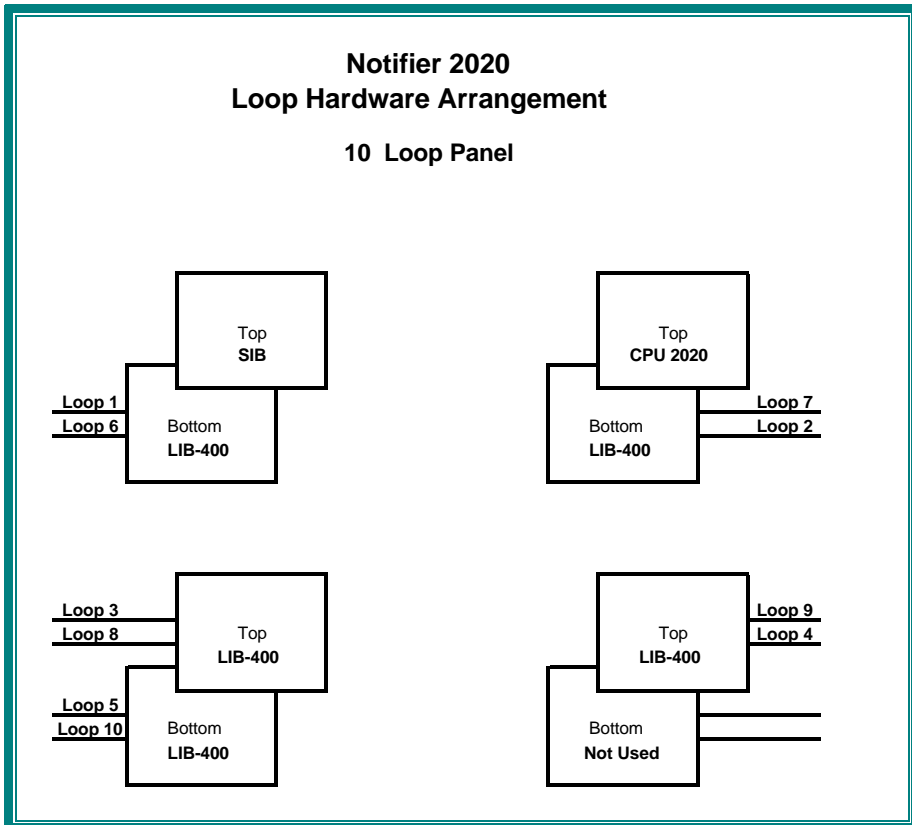 Notifier 2020
Loop Hardware Arrangement
10 Loop Panel
Top
SIB
Loop 1
Loop 6
Bottom
LIB-400
Top
CPU 2020
Bottom
LIB-400
Loop 7
Loop 2
Loop 3
Loop 8
Top
LIB-400
Loop 5
Loop 10
Bottom
LIB-400
Top
LIB-400
Loop 9
Loop 4
Bottom
Not Used